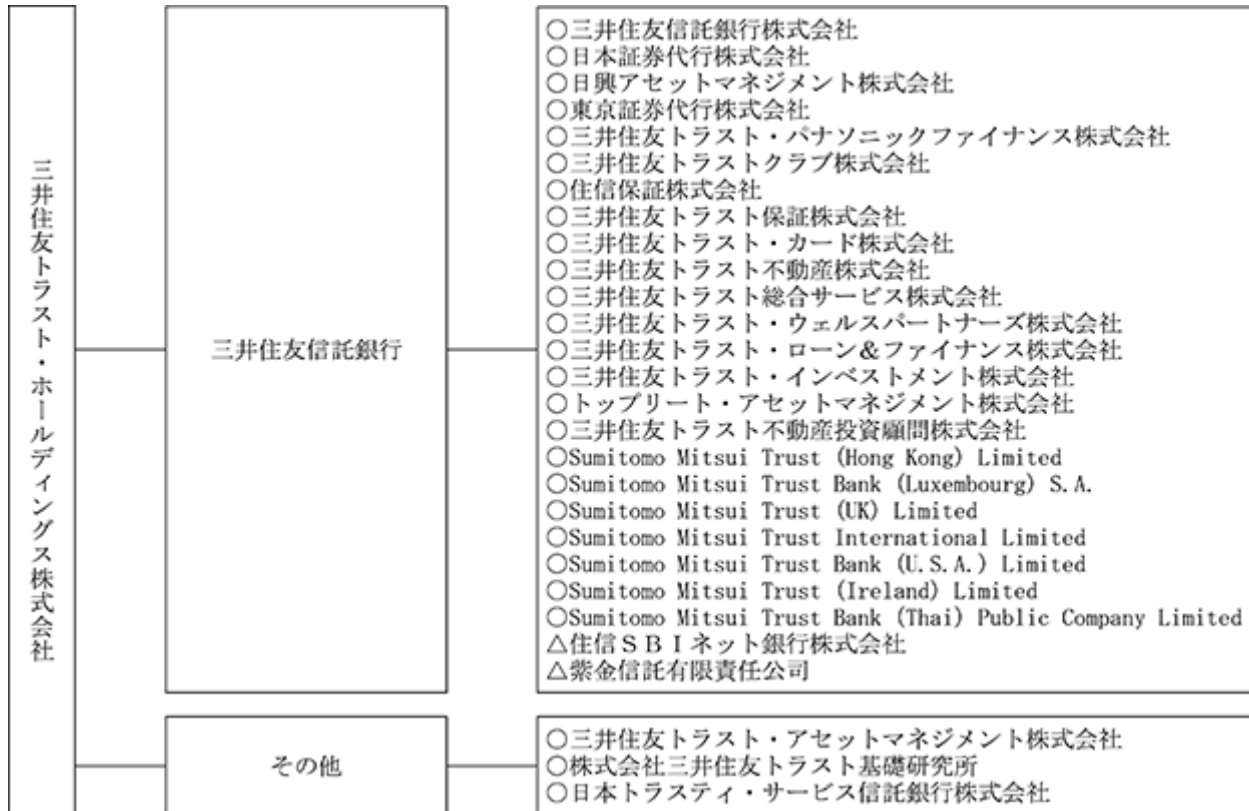 三井住友トラスト・ホールディングス株式会社
三井住友信託銀行
○三井住友信託銀行株式会社
○日本証券代行株式会社
○日興アセットマネジメント株式会社
○東京証券代行株式会社
○三井住友トラスト・パナソニックファイナンス株式会社
○三井住友トラストクラブ株式会社
○住信保証株式会社
○三井住友トラスト保証株式会社
○三井住友トラスト・カード株式会社
○三井住友トラスト不動産株式会社
○三井住友トラスト総合サービス株式会社
○三井住友トラスト・ウェルスパートナーズ株式会社
○三井住友トラスト・ローン&ファイナンス株式会社
○三井住友トラスト・インベストメント株式会社
○トップリート・アセットマネジメント株式会社
○三井住友トラスト不動産投資顧問株式会社
○Sumitomo Mitsui Trust (Hong Kong) Limited
○Sumitomo Mitsui Trust Bank (Luxembourg) S.A.
○Sumitomo Mitsui Trust (UK) Limited
○Sumitomo Mitsui Trust International Limited
○Sumitomo Mitsui Trust Bank (U.S.A.) Limited
○Sumitomo Mitsui Trust (Ireland) Limited
○Sumitomo Mitsui Trust Bank (Thai) Public Company Limited
△住信ＳＢＩネット銀行株式会社
△紫金信託有限責任公司
その他
○三井住友トラスト・アセットマネジメント株式会社
○株式会社三井住友トラスト基礎研究所
○日本トラスティ・サービス信託銀行株式会社